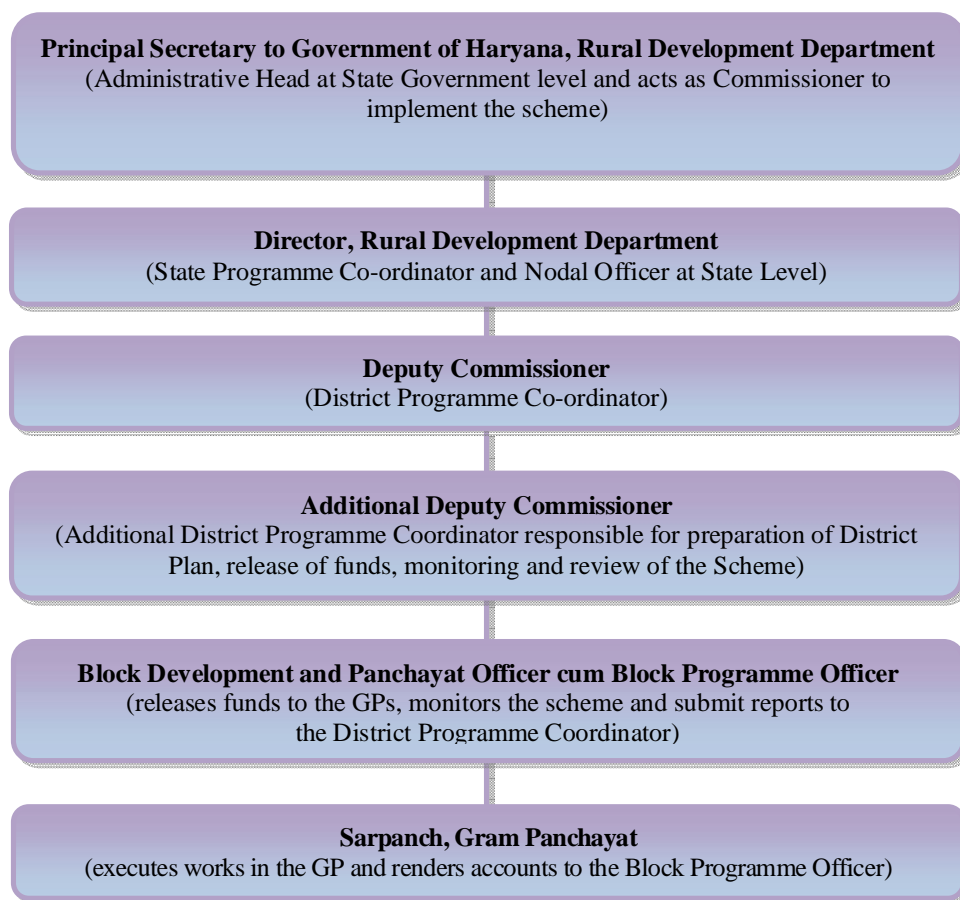 Principal Secretary to Government of Haryana, Rural Development Department
(Administrative Head at State Government level and acts as Commissioner to
implement the scheme)
Director, Rural Development Department
(State Programme Co-ordinator and Nodal Officer at State Level)
Deputy Commissioner
(District Programme Co-ordinator)
Additional Deputy Commissioner
(Additional District Programme Coordinator responsible for preparation of District
Plan, release of funds, monitoring and review of the Scheme)
Block Development and Panchayat Officer cum Block Programme Officer
(releases funds to the GPs, monitors the scheme and submit reports to
the District Programme Coordinator)
Sarpanch, Gram Panchayat
(executes works in the GP and renders accounts to the Block Programme Officer)